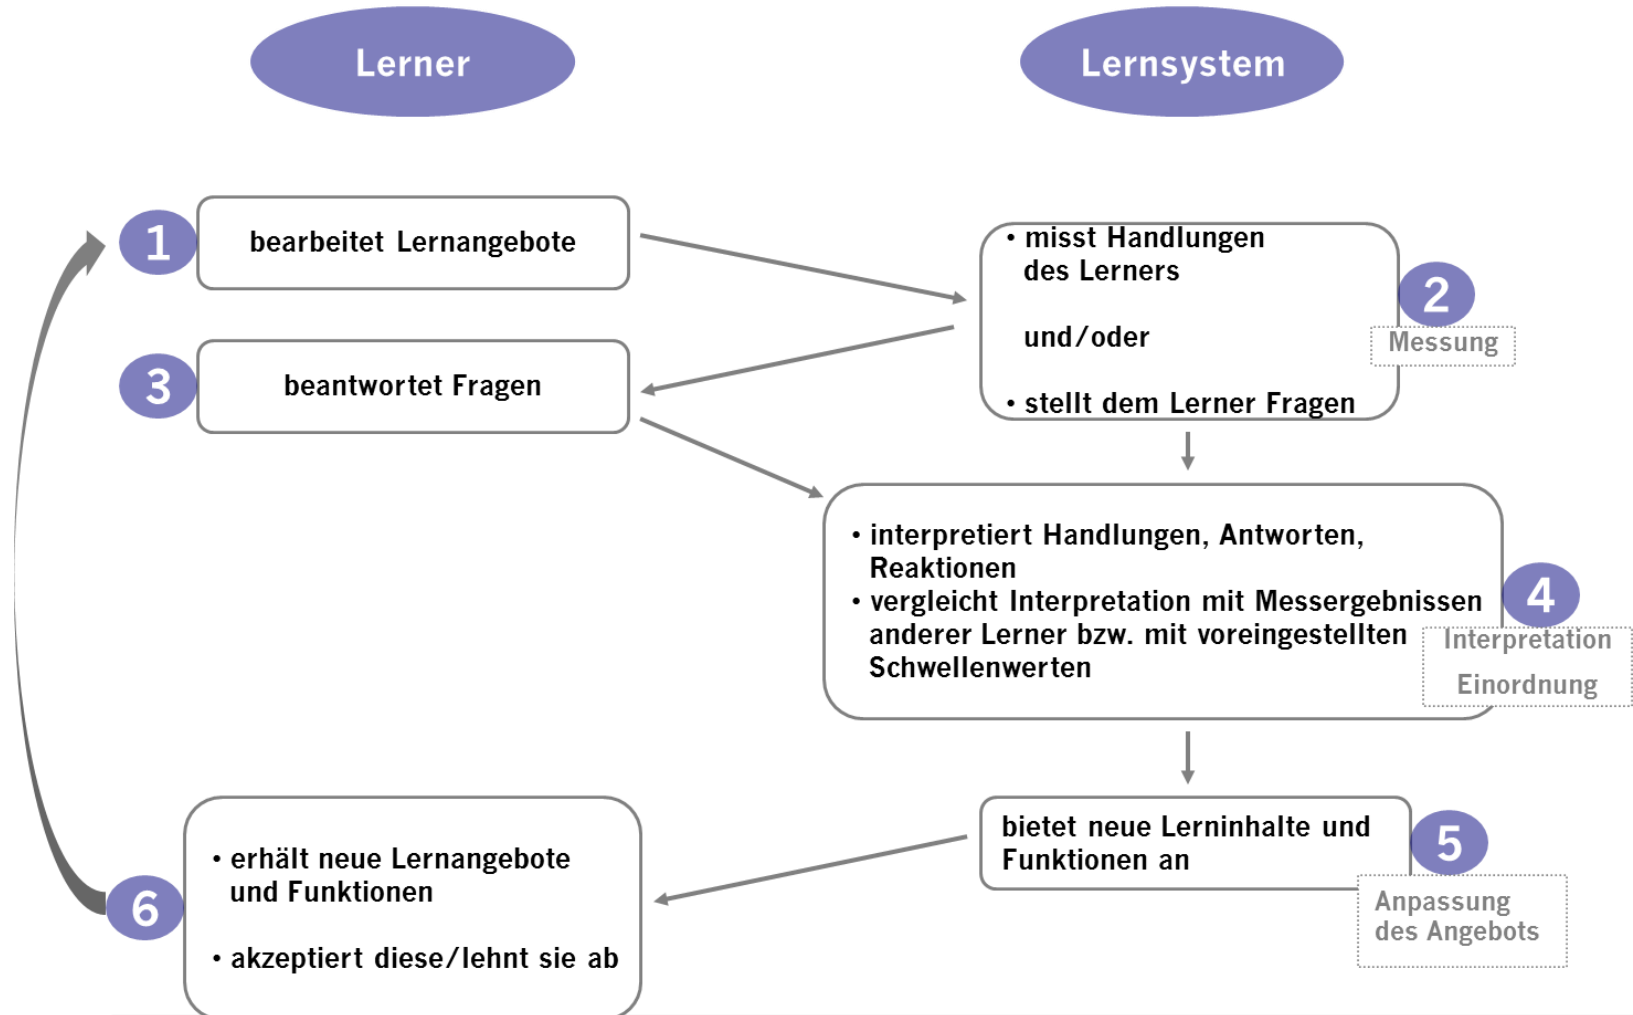 Lerner
Lernsystem
1
bearbeitet Lernangebote
• misst Handlungen
des Lerners
und/oder
• stellt dem Lerner Fragen
2
Messung
3
beantwortet Fragen
• interpretiert Handlungen, Antworten,
Reaktionen
• vergleicht Interpretation mit Messergebnissen
anderer Lerner bzw. mit voreingestellten
Schwellenwerten
4
Interpretation
Einordnung
bietet neue Lerninhalte und
Funktionen an
5
Anpassung
des Angebots
6
• erhält neue Lernangebote
und Funktionen
• akzeptiert diese/lehnt sie ab